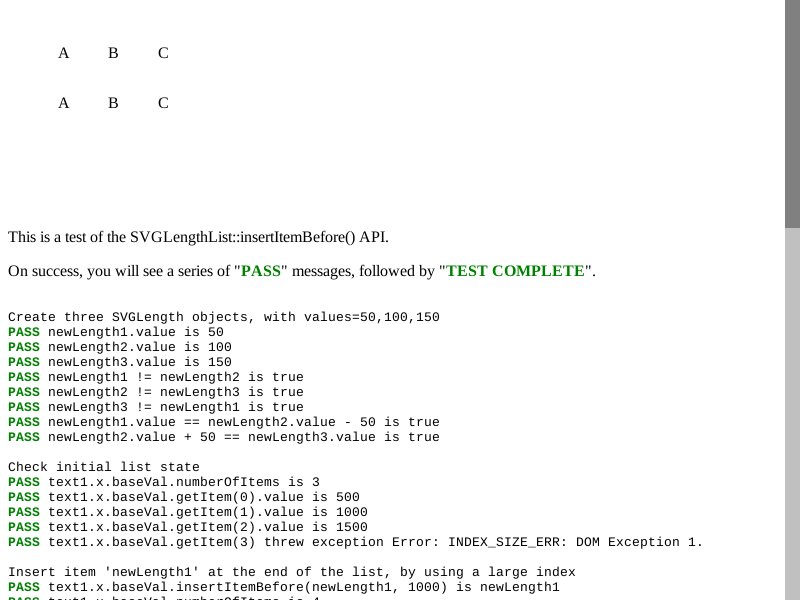 A B C
A B C
This is a test of the SVGLengthList::insertItemBefore() API.
On success, you will see a series of "PASS" messages, followed by "TEST COMPLETE".
Create three SVGLength objects, with values=50,100,150
PASS newLength1.value is 50
PASS newLength2.value is 100
PASS newLength3.value is 150
PASS newLength1 != newLength2 is true
PASS newLength2 != newLength3 is true
PASS newLength3 != newLength1 is true
PASS newLength1.value == newLength2.value - 50 is true
PASS newLength2.value + 50 == newLength3.value is true
Check initial list state
PASS text1.x.baseVal.numberOfItems is 3
PASS text1.x.baseVal.getItem(0).value is 500
PASS text1.x.baseVal.getItem(1).value is 1000
PASS text1.x.baseVal.getItem(2).value is 1500
PASS text1.x.baseVal.getItem(3) threw exception Error: INDEX_SIZE_ERR: DOM Exception 1.
Insert item 'newLength1' at the end of the list, by using a large index
PASS text1.x.baseVal.insertItemBefore(newLength1, 1000) is newLength1